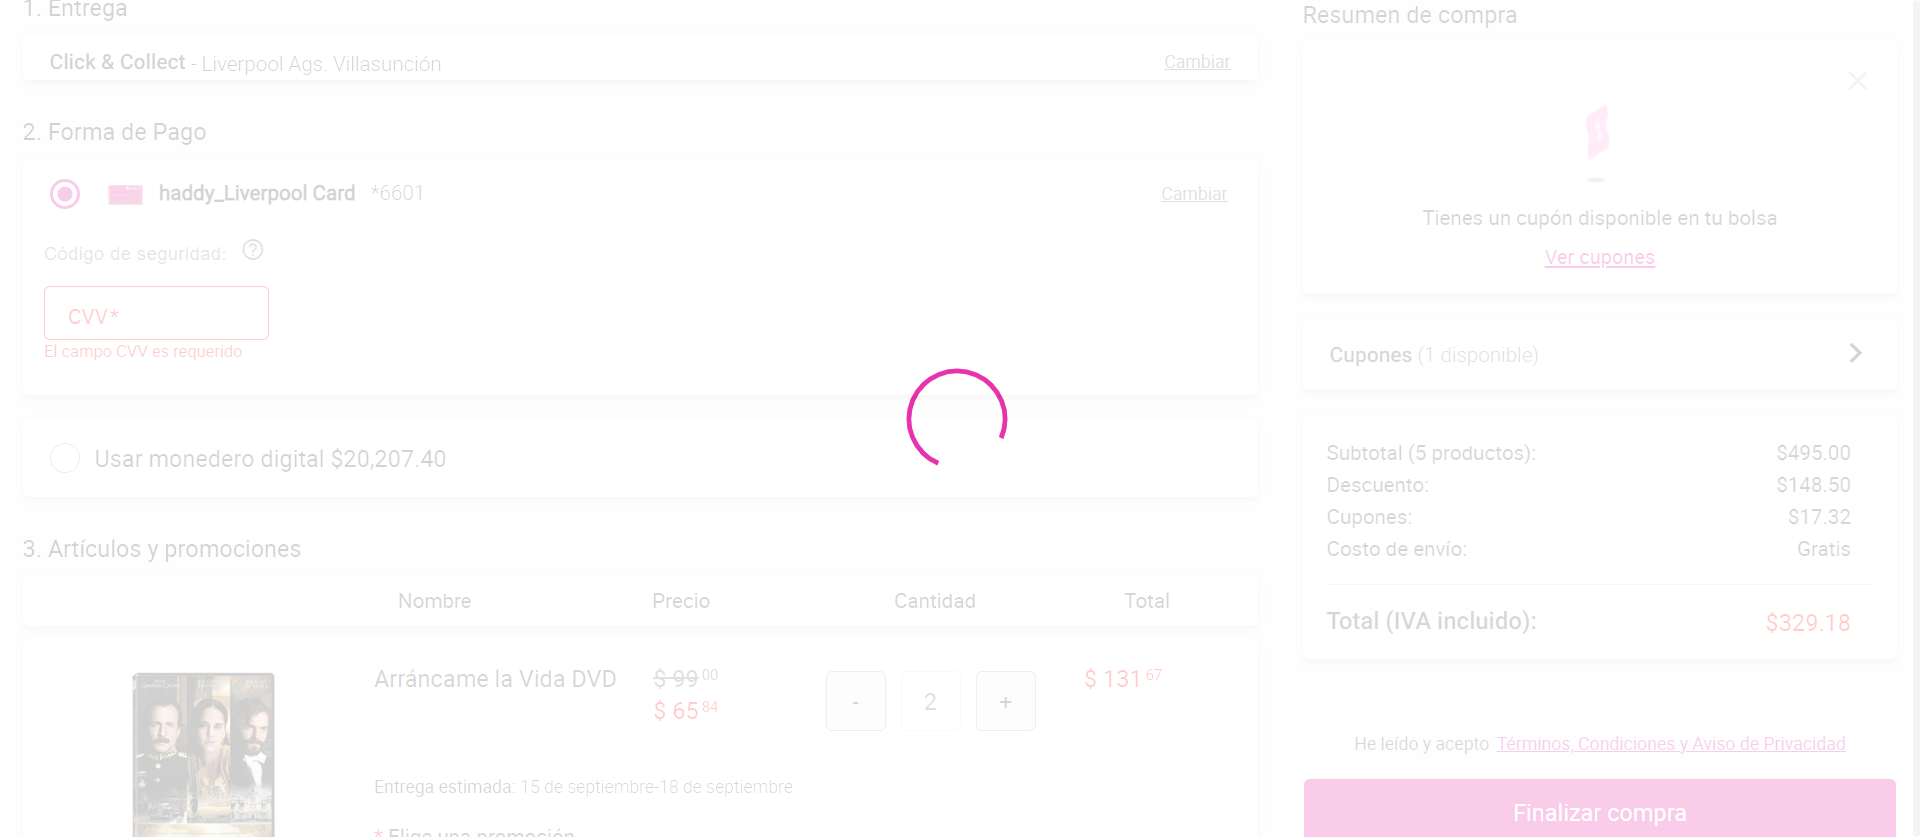 1. Entrega
Click & Collect - Liverpool Ags. Villasunción
Cambiar
2. Forma de Pago
haddy_Liverpool Card *6601
Cambiar
Código de seguridad:
CVV*
El campo CVV es requerido
Usar monedero digital $20,207.40
3. Artículos y promociones
Nombre Precio Cantidad Total
Arráncame la Vida DVD
$ 99 00
$ 65 84
- 2 +
$ 131 67
Entrega estimada: 15 de septiembre-18 de septiembre
* Elige una promoción
Resumen de compra
Tienes un cupón disponible en tu bolsa
Ver cupones
Cupones (1 disponible)
Subtotal (5 productos): $495.00
Descuento: $148.50
Cupones: $17.32
Costo de envío: Gratis
Total (IVA incluido): $329.18
He leído y acepto Términos, Condiciones y Aviso de Privacidad
Finalizar compra